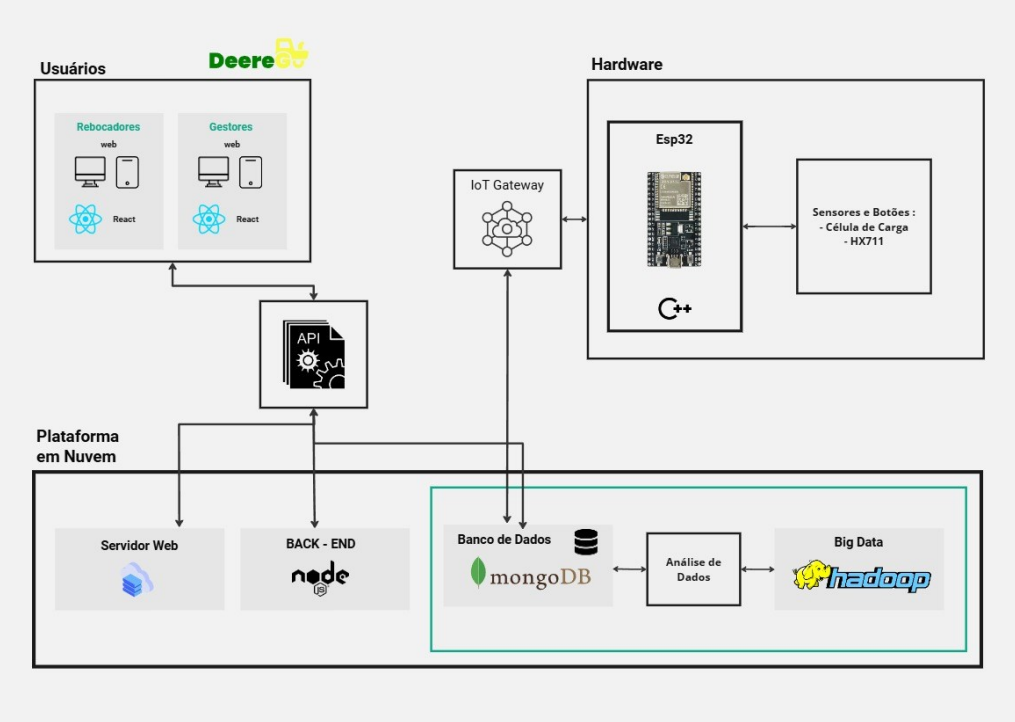 DeereGo
Usuários
Rebocadores
web
React
Gestores
web
React
Hardware
Esp32
C++
Sensores e Botões :
- Célula de Carga
- HX711
IoT Gateway
API
Plataforma
em Nuvem
Servidor Web
BACK - END
node
JS
Banco de Dados
mongoDB
Análise de
Dados
Big Data
hadoop